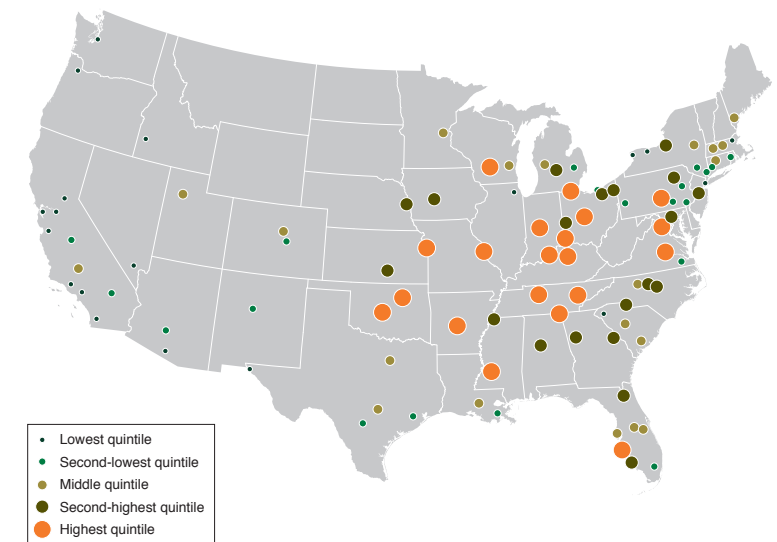 Lowest quintile
Second-lowest quintile
Middle quintile
Second-highest quintile
Highest quintile